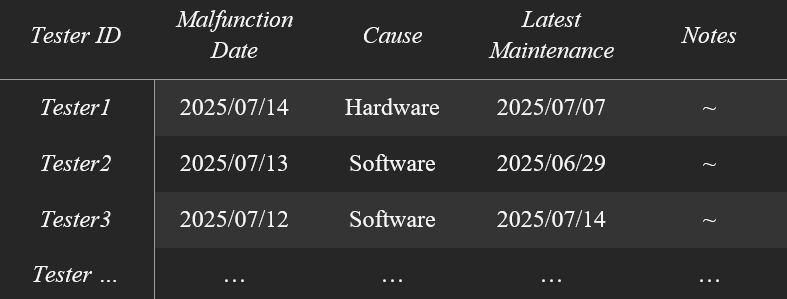 Tester ID Malfunction Date Cause Latest Maintenance Notes
Tester1 2025/07/14 Hardware 2025/07/07 ~
Tester2 2025/07/13 Software 2025/06/29 ~
Tester3 2025/07/12 Software 2025/07/14 ~
Tester … … … … …